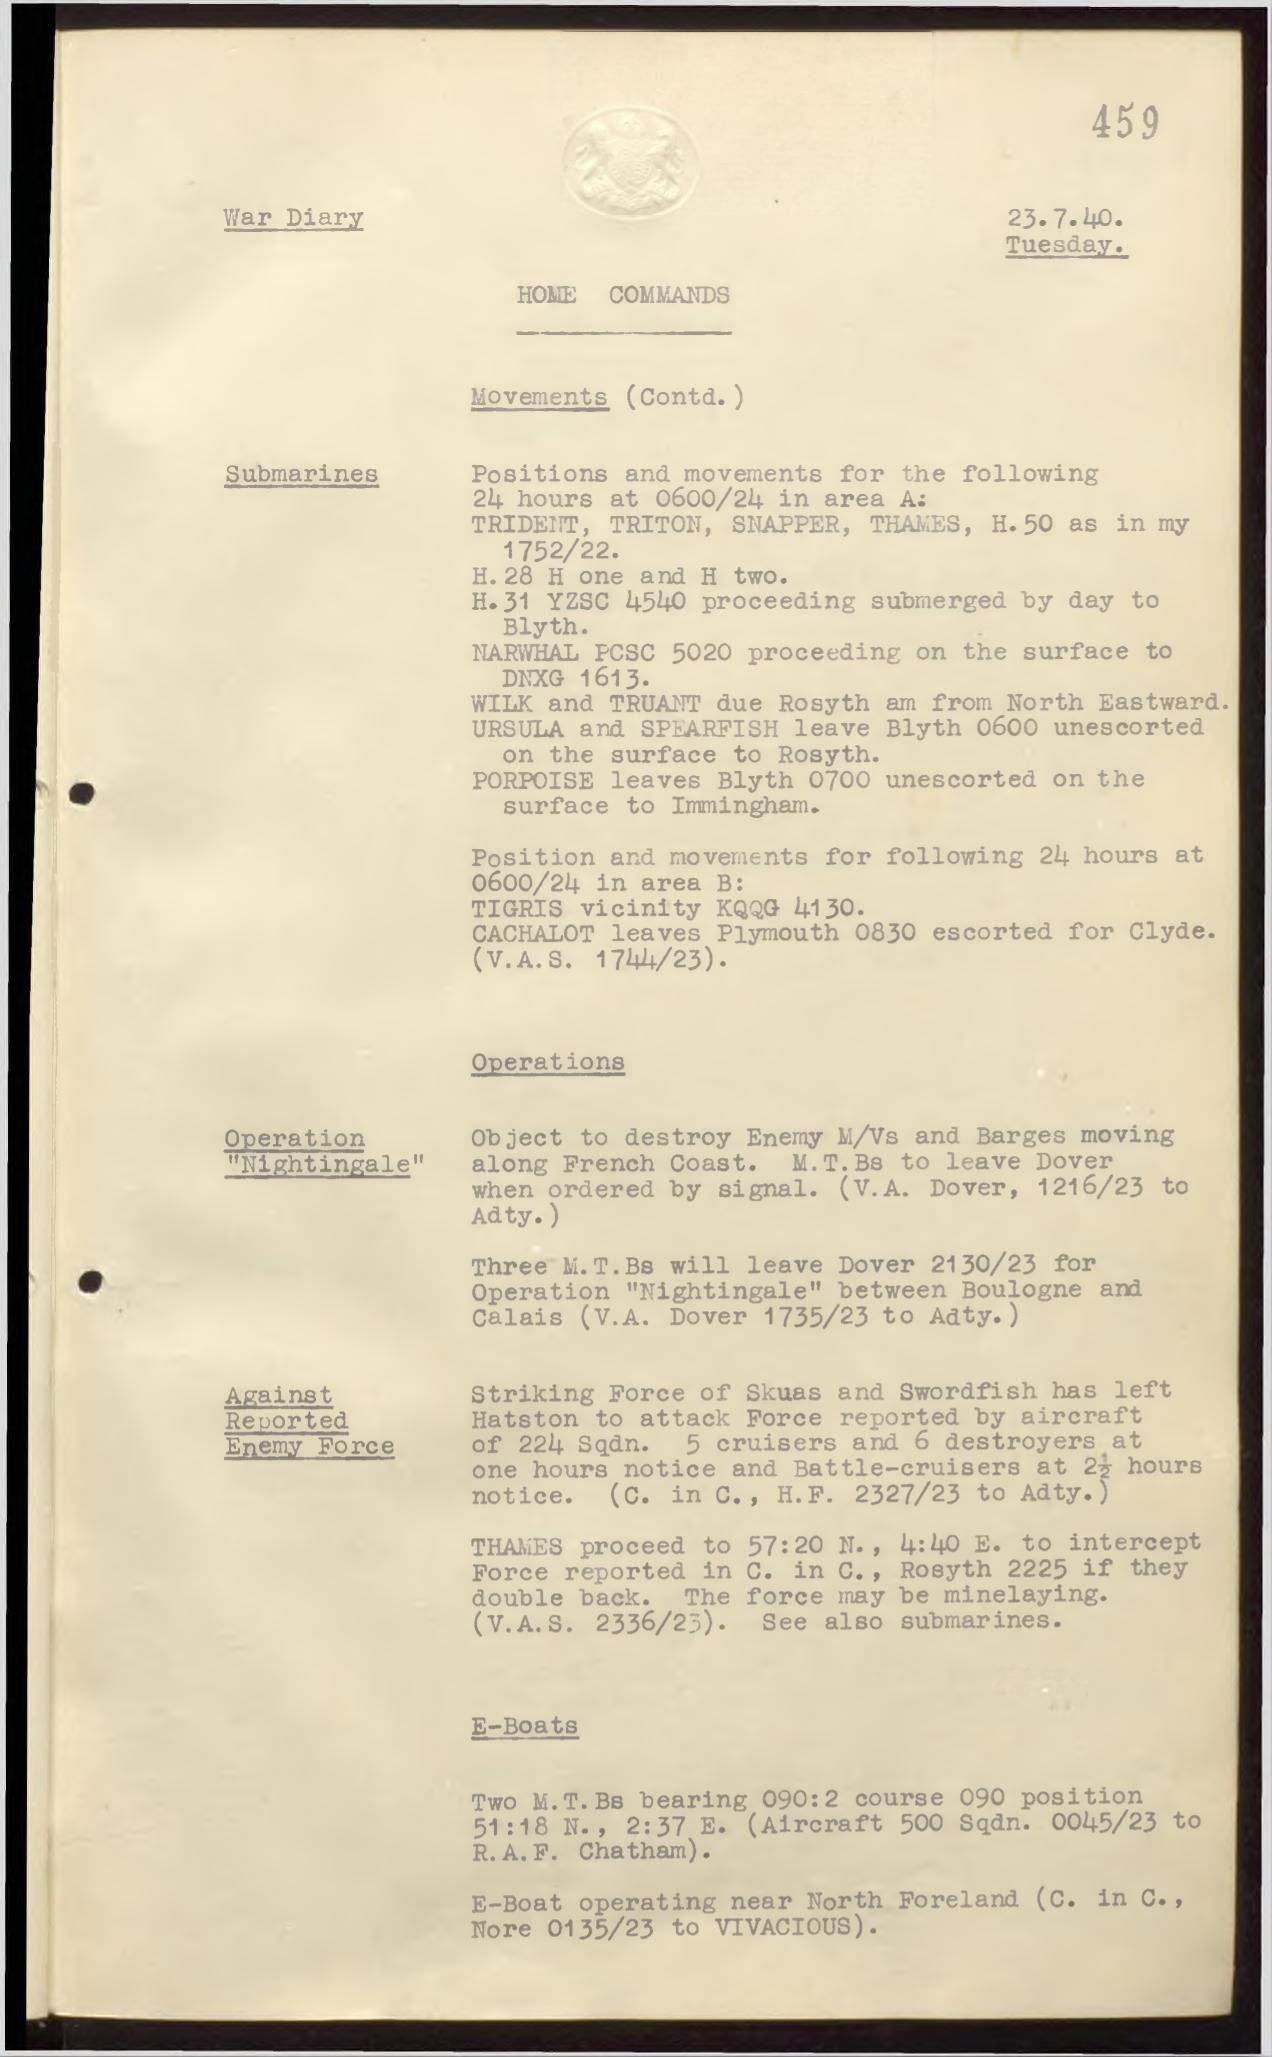 459
War Diary
23.7.40.
Tuesday.
HOME COMMANDS
Movements (Contd.)
Submarines
Positions and movements for the following
24 hours at 0600/24 in area A:
TRIDENT, TRITON, SNAPPER, THAMES, H.50 as in my
1752/22.
H.28 H one and H two.
H.31 YZSC 4540 proceeding submerged by day to
Blyth.
NARWHAL PCSC 5020 proceeding on the surface to
DNXG 1613.
WILK and TRUANT due Rosyth am from North Eastward.
URSULA and SPEARFISH leave Blyth 0600 unescorted
on the surface to Rosyth.
PORPOISE leaves Blyth 0700 unescorted on the
surface to Immingham.
Position and movements for following 24 hours at
0600/24 in area B:
TIGRIS vicinity KQQG 4130.
CACHALOT leaves Plymouth 0830 escorted for Clyde.
(V.A.S. 1744/23).
Operations
Operation
"Nightingale"
Object to destroy Enemy M/Vs and Barges moving
along French Coast. M.T.Bs to leave Dover
when ordered by signal. (V.A. Dover, 1216/23 to
Adty.)
Three M.T.Bs will leave Dover 2130/23 for
Operation "Nightingale" between Boulogne and
Calais (V.A. Dover 1735/23 to Adty.)
Against
Reported
Enemy Force
Striking Force of Skuas and Swordfish has left
Hatston to attack Force reported by aircraft
of 224 Sqdn. 5 cruisers and 6 destroyers at
one hours notice and Battle-cruisers at 2½ hours
notice. (C. in C., H.F. 2327/23 to Adty.)
THAMES proceed to 57:20 N., 4:40 E. to intercept
Force reported in C. in C., Rosyth 2225 if they
double back. The force may be minelaying.
(V.A.S. 2336/23). See also submarines.
E-Boats
Two M.T.Bs bearing 090:2 course 090 position
51:18 N., 2:37 E. (Aircraft 500 Sqdn. 0045/23 to
R.A.F. Chatham).
E-Boat operating near North Foreland (C. in C.,
Nore 0135/23 to VIVACIOUS).